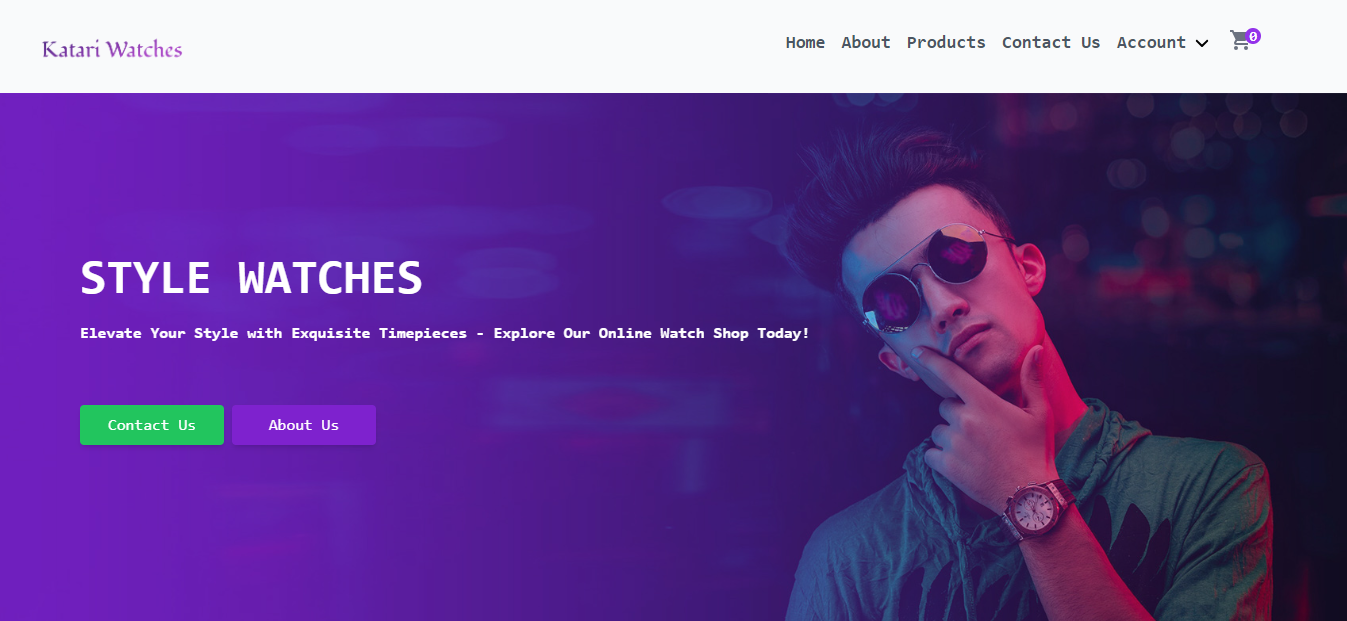 Katari Watches
Home About Products Contact Us Account 0
STYLE WATCHES
Elevate Your Style with Exquisite Timepieces - Explore Our Online Watch Shop Today!
Contact Us About Us